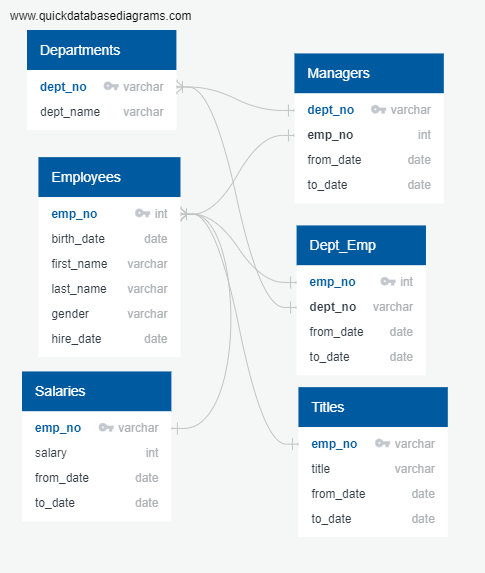 www.quickdatabasediagrams.com
Departments
dept_no varchar
dept_name varchar
Managers
dept_no varchar
emp_no int
from_date date
to_date date
Employees
emp_no int
birth_date date
first_name varchar
last_name varchar
gender varchar
hire_date date
Dept_Emp
emp_no int
dept_no varchar
from_date date
to_date date
Salaries
emp_no varchar
salary int
from_date date
to_date date
Titles
emp_no varchar
title varchar
from_date date
to_date date